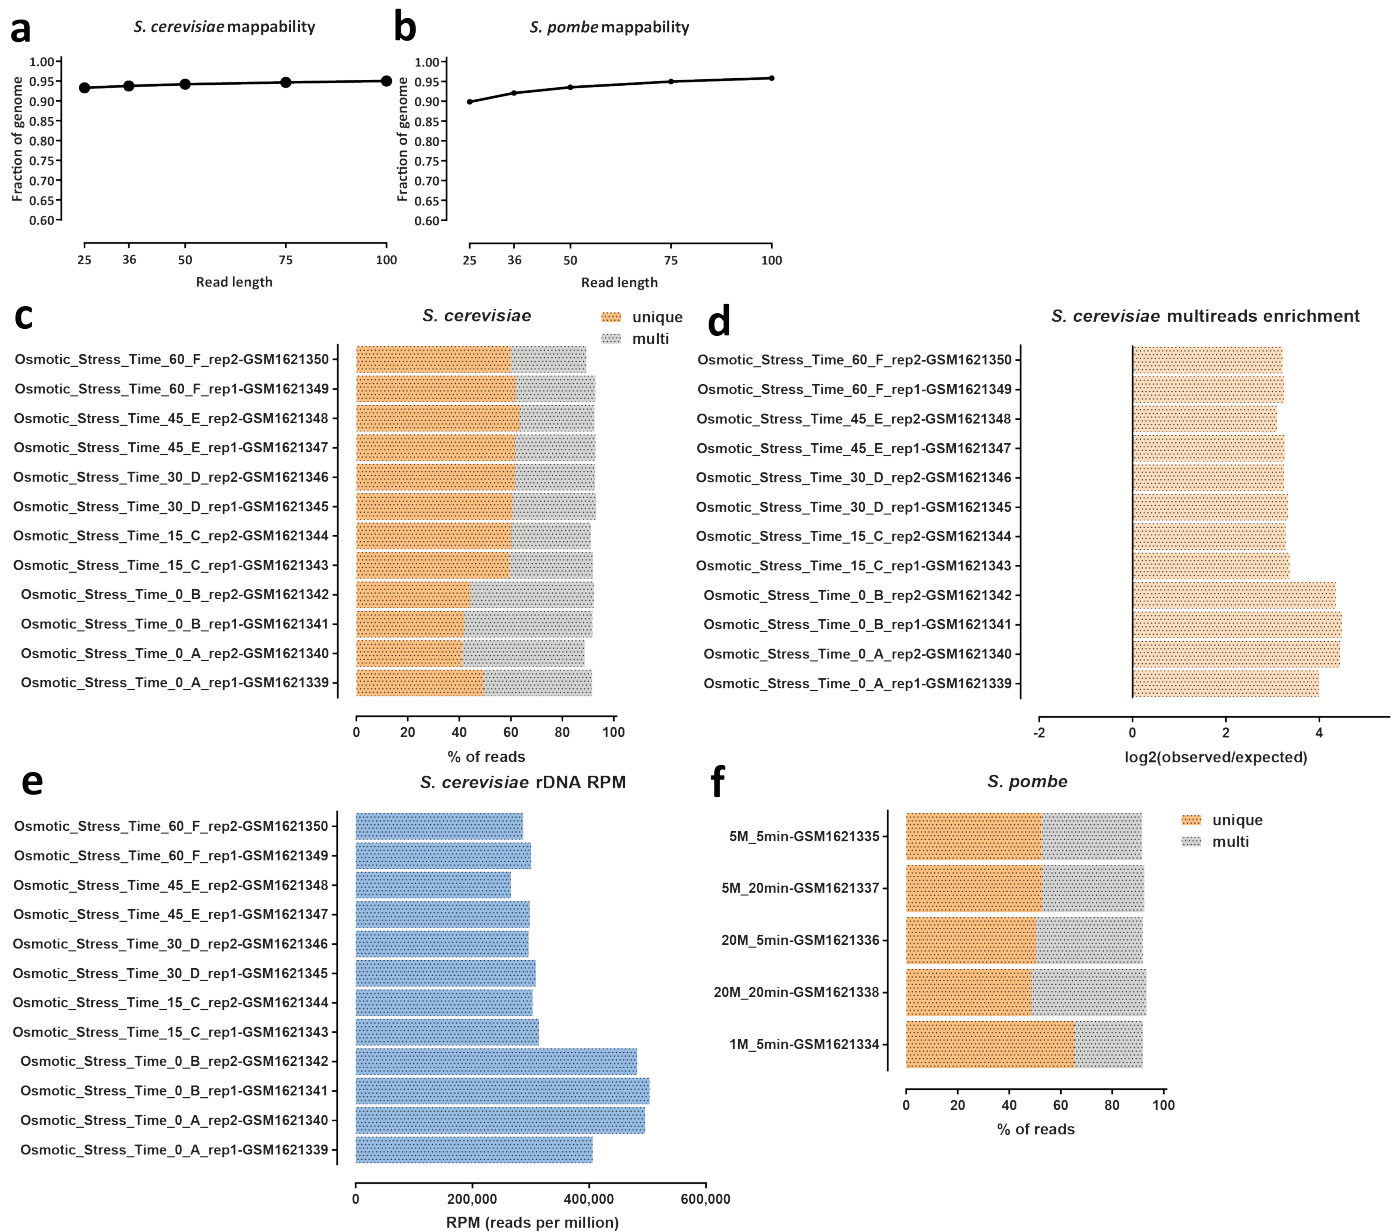 a
S. cerevisiae mappability
Fraction of genome
1.00
0.95
0.90
0.85
0.80
0.75
0.70
0.65
0.60
25 36 50 75 100
Read length
b
S. pombe mappability
Fraction of genome
1.00
0.95
0.90
0.85
0.80
0.75
0.70
0.65
0.60
25 36 50 75 100
Read length
c
S. cerevisiae
unique
multi
Osmotic_Stress_Time_60_F_rep2-GSM1621350
Osmotic_Stress_Time_60_F_rep1-GSM1621349
Osmotic_Stress_Time_45_E_rep2-GSM1621348
Osmotic_Stress_Time_45_E_rep1-GSM1621347
Osmotic_Stress_Time_30_D_rep2-GSM1621346
Osmotic_Stress_Time_30_D_rep1-GSM1621345
Osmotic_Stress_Time_15_C_rep2-GSM1621344
Osmotic_Stress_Time_15_C_rep1-GSM1621343
Osmotic_Stress_Time_0_B_rep2-GSM1621342
Osmotic_Stress_Time_0_B_rep1-GSM1621341
Osmotic_Stress_Time_0_A_rep2-GSM1621340
Osmotic_Stress_Time_0_A_rep1-GSM1621339
0 20 40 60 80 100
% of reads
d
S. cerevisiae multireads enrichment
Osmotic_Stress_Time_60_F_rep2-GSM1621350
Osmotic_Stress_Time_60_F_rep1-GSM1621349
Osmotic_Stress_Time_45_E_rep2-GSM1621348
Osmotic_Stress_Time_45_E_rep1-GSM1621347
Osmotic_Stress_Time_30_D_rep2-GSM1621346
Osmotic_Stress_Time_30_D_rep1-GSM1621345
Osmotic_Stress_Time_15_C_rep2-GSM1621344
Osmotic_Stress_Time_15_C_rep1-GSM1621343
Osmotic_Stress_Time_0_B_rep2-GSM1621342
Osmotic_Stress_Time_0_B_rep1-GSM1621341
Osmotic_Stress_Time_0_A_rep2-GSM1621340
Osmotic_Stress_Time_0_A_rep1-GSM1621339
-2 0 2 4
log2(observed/expected)
e
S. cerevisiae rDNA RPM
Osmotic_Stress_Time_60_F_rep2-GSM1621350
Osmotic_Stress_Time_60_F_rep1-GSM1621349
Osmotic_Stress_Time_45_E_rep2-GSM1621348
Osmotic_Stress_Time_45_E_rep1-GSM1621347
Osmotic_Stress_Time_30_D_rep2-GSM1621346
Osmotic_Stress_Time_30_D_rep1-GSM1621345
Osmotic_Stress_Time_15_C_rep2-GSM1621344
Osmotic_Stress_Time_15_C_rep1-GSM1621343
Osmotic_Stress_Time_0_B_rep2-GSM1621342
Osmotic_Stress_Time_0_B_rep1-GSM1621341
Osmotic_Stress_Time_0_A_rep2-GSM1621340
Osmotic_Stress_Time_0_A_rep1-GSM1621339
0 200,000 400,000 600,000
RPM (reads per million)
f
S. pombe
unique
multi
5M_5min-GSM1621335
5M_20min-GSM1621337
20M_5min-GSM1621336
20M_20min-GSM1621338
1M_5min-GSM1621334
0 20 40 60 80 100
% of reads